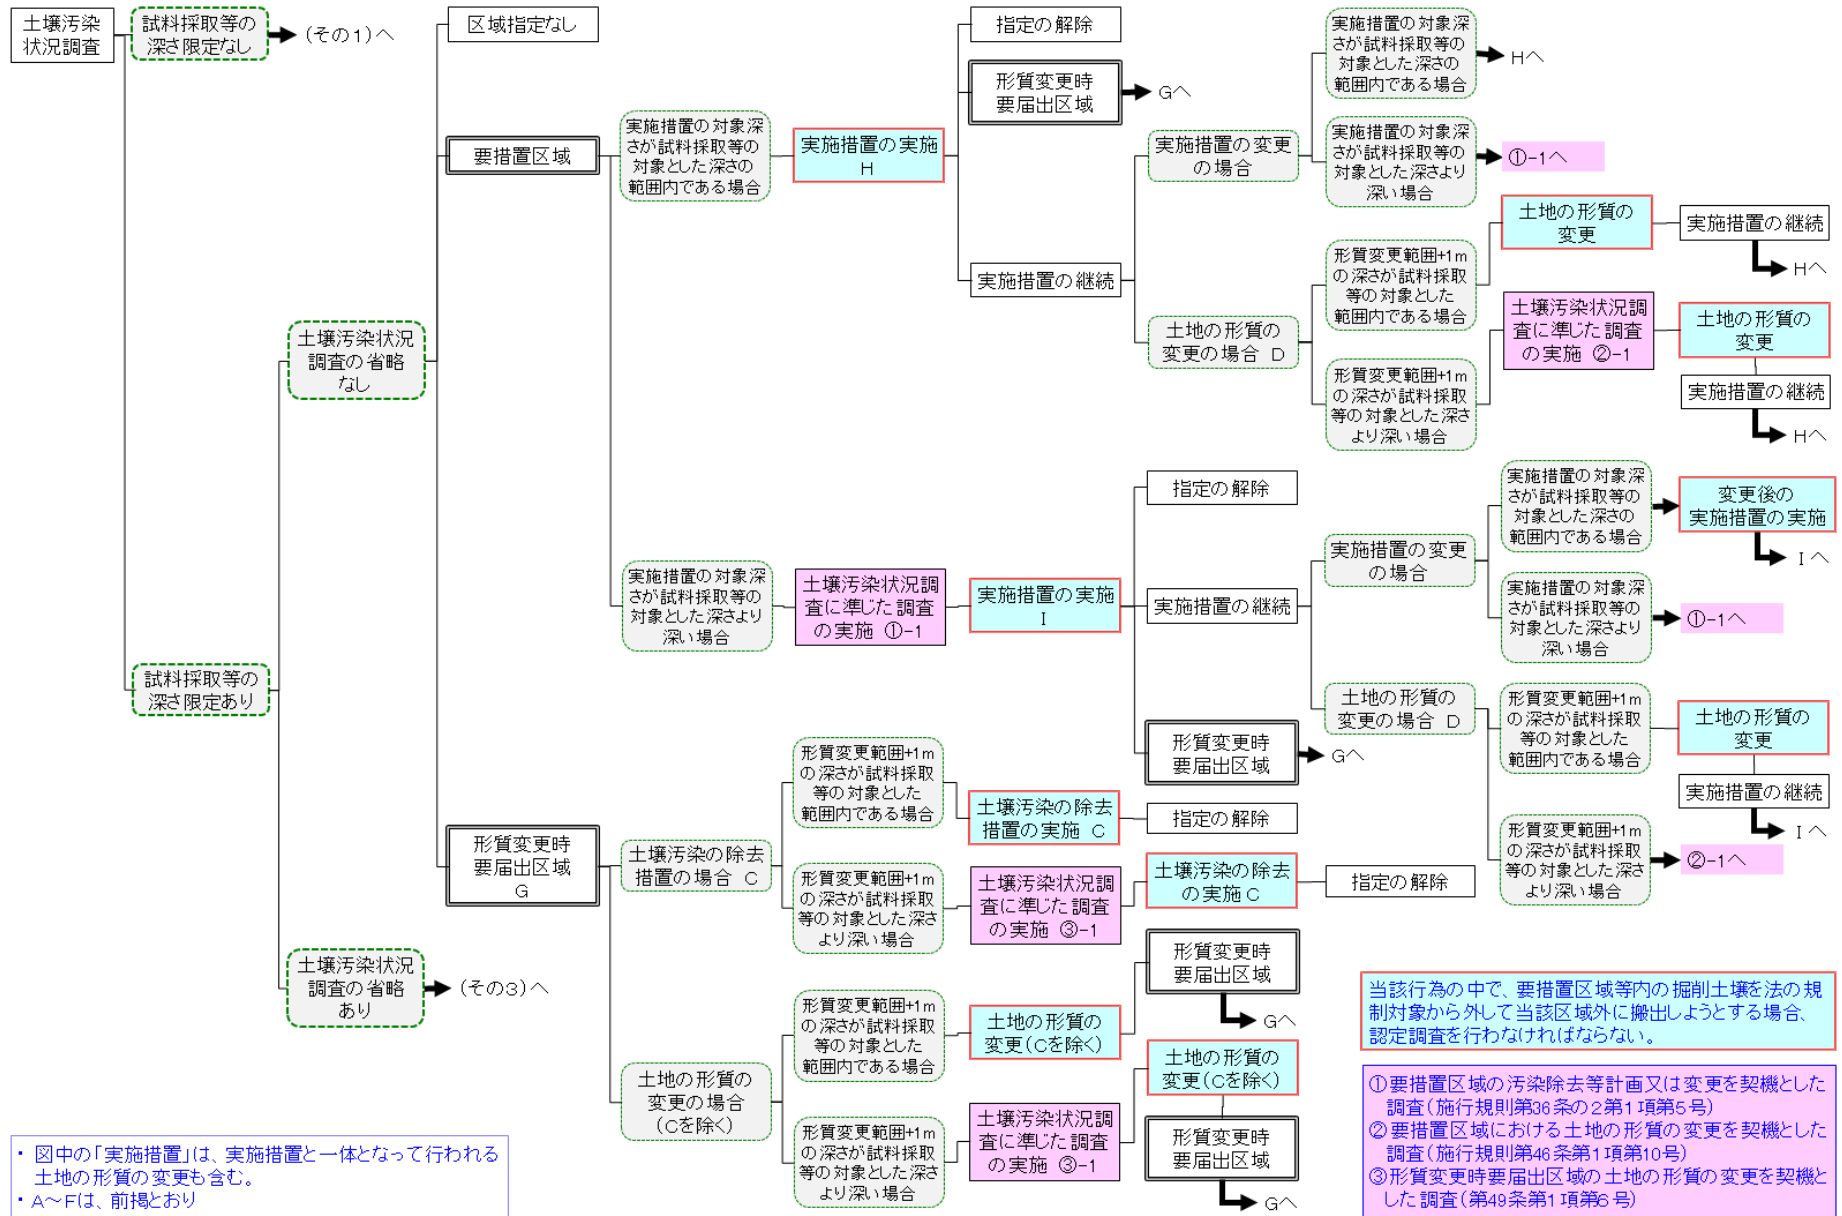 土壌汚染
状況調査
試料採取等の
深さ限定なし
(その1)へ
試料採取等の
深さ限定あり
土壌汚染状況
調査の省略
なし
土壌汚染状況
調査の省略
あり
(その3)へ
区域指定なし
要措置区域
実施措置の対象深
さが試料採取等の
対象とした深さの
範囲内である場合
実施措置の実施
H
指定の解除
形質変更時
要届出区域
Gへ
実施措置の継続
実施措置の変更
の場合
実施措置の対象深
さが試料採取等の
対象とした深さの
範囲内である場合
Hへ
実施措置の対象深
さが試料採取等の
対象とした深さより
深い場合
①-1へ
土地の形質の
変更の場合 D
形質変更範囲+1m
の深さが試料採取
等の対象とした
範囲内である場合
土地の形質の
変更
実施措置の継続
Hへ
形質変更範囲+1m
の深さが試料採取
等の対象とした深さ
より深い場合
土壌汚染状況調
査に準じた調査
の実施 ②-1
土地の形質の
変更
実施措置の継続
Hへ
実施措置の対象深
さが試料採取等の
対象とした深さより
深い場合
土壌汚染状況調
査に準じた調査
の実施 ①-1
実施措置の実施
I
指定の解除
実施措置の継続
実施措置の変更
の場合
実施措置の対象深
さが試料採取等の
対象とした深さの
範囲内である場合
変更後の
実施措置の実施
Iへ
実施措置の対象深
さが試料採取等の
対象とした深さより
深い場合
①-1へ
土地の形質の
変更の場合 D
形質変更範囲+1m
の深さが試料採取
等の対象とした
範囲内である場合
土地の形質の
変更
実施措置の継続
Iへ
形質変更範囲+1m
の深さが試料採取
等の対象とした深さ
より深い場合
②-1へ
形質変更時
要届出区域
Gへ
形質変更時
要届出区域
G
土壌汚染の除去
措置の場合 C
形質変更範囲+1m
の深さが試料採取
等の対象とした
範囲内である場合
土壌汚染の除去
措置の実施 C
指定の解除
形質変更範囲+1m
の深さが試料採取
等の対象とした深さ
より深い場合
土壌汚染状況調
査に準じた調査
の実施 ③-1
土壌汚染の除去
の実施 C
指定の解除
土地の形質の
変更の場合
(Cを除く)
形質変更範囲+1m
の深さが試料採取
等の対象とした
範囲内である場合
土地の形質の
変更(Cを除く)
形質変更時
要届出区域
Gへ
形質変更範囲+1m
の深さが試料採取
等の対象とした深さ
より深い場合
土壌汚染状況調
査に準じた調査
の実施 ③-1
土地の形質の
変更(Cを除く)
形質変更時
要届出区域
Gへ
当該行為の中で、要措置区域等内の掘削土壌を法の規
制対象から外して当該区域外に搬出しようとする場合、
認定調査を行わなければならない。
①要措置区域の汚染除去等計画又は変更を契機とした
調査(施行規則第36条の2第1項第5号)
②要措置区域における土地の形質の変更を契機とした
調査(施行規則第46条第1項第10号)
③形質変更時要届出区域の土地の形質の変更を契機と
した調査(第49条第1項第6号)
・ 図中の「実施措置」は、実施措置と一体となって行われる
土地の形質の変更も含む。
・ A～Fは、前掲とおり